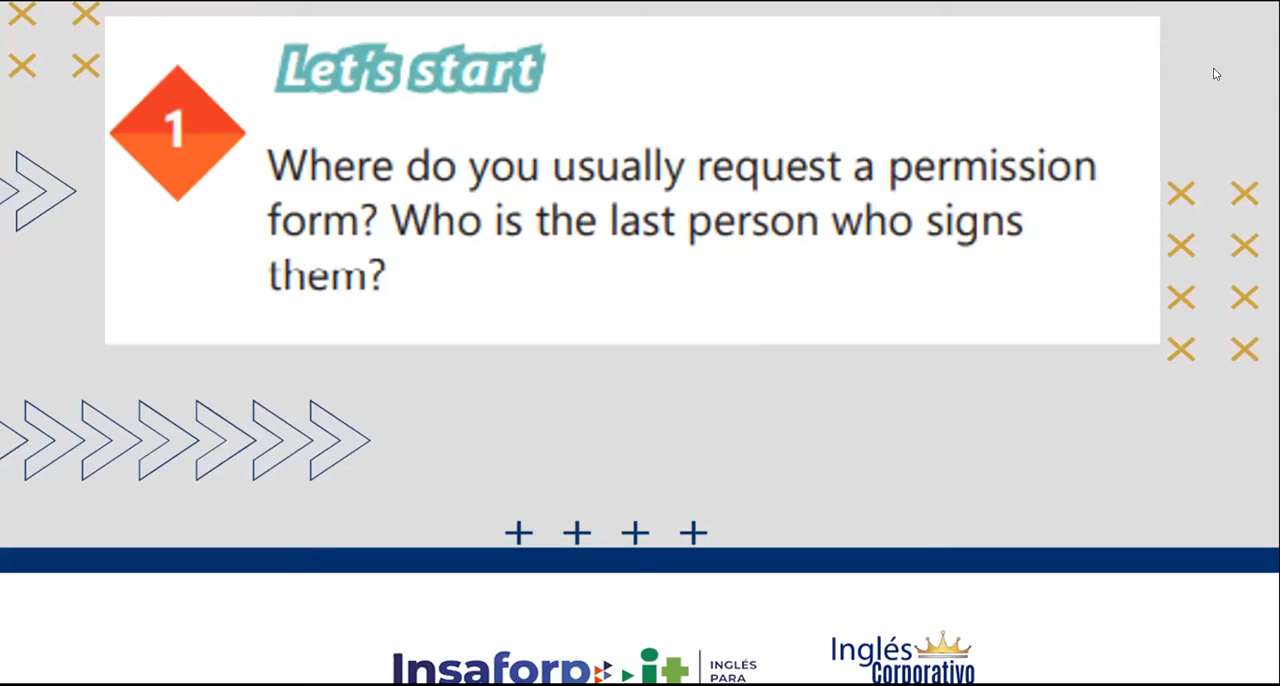 Let's start
1
Where do you usually request a permission
form? Who is the last person who signs
them?
Insaforp
it
INGLÉS
PARA
Inglés
Corporativo